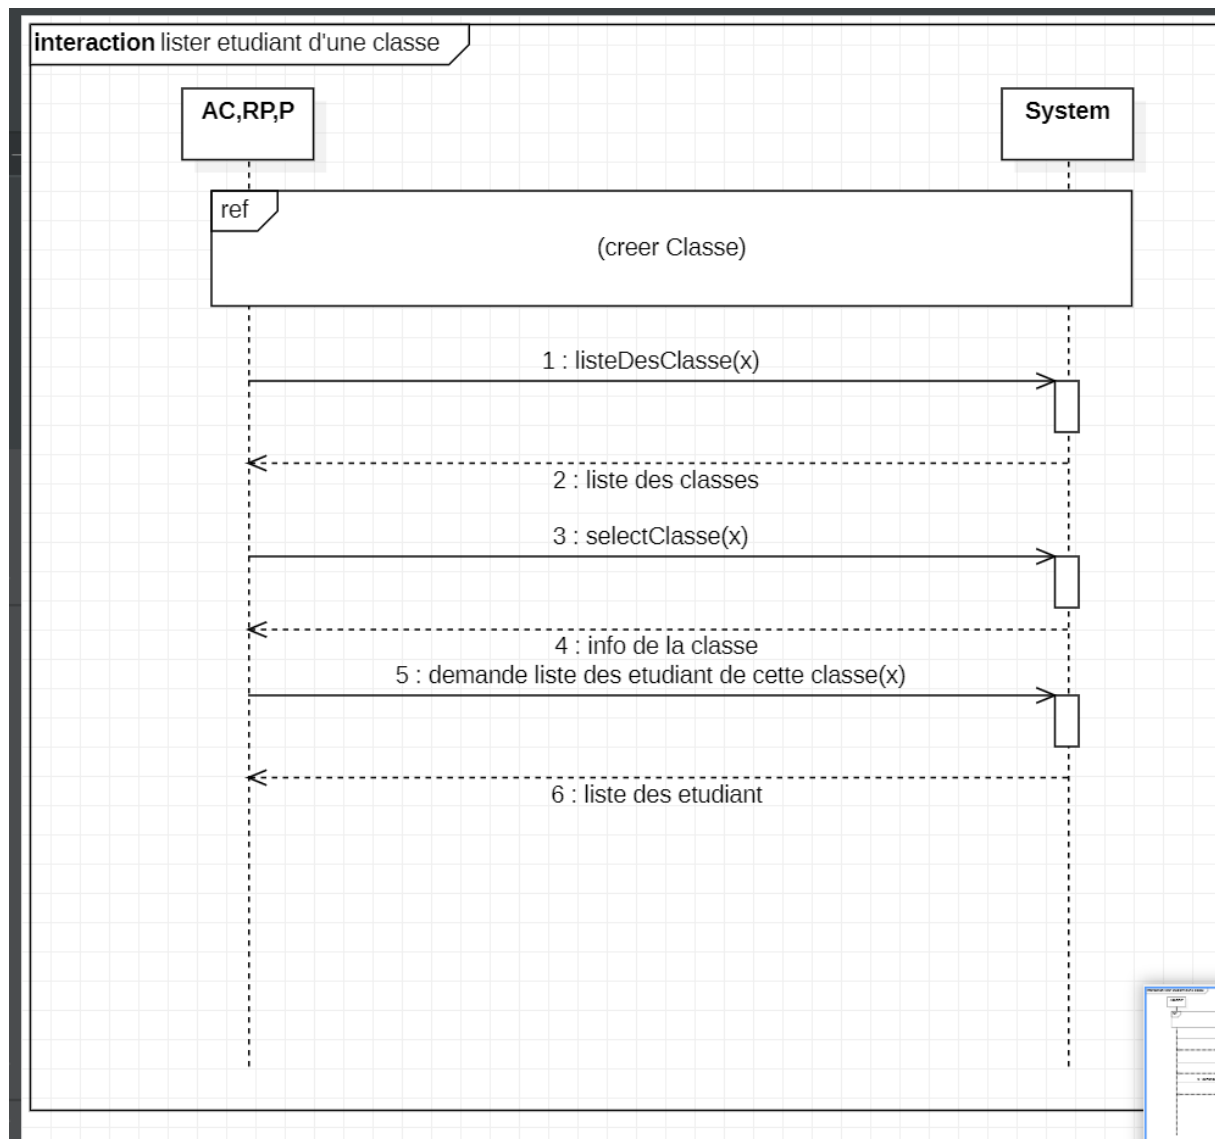 interaction lister etudiant d'une classe
AC,RP,P
System
ref
(creer Classe)
1 : listeDesClasse(x)
2 : liste des classes
3 : selectClasse(x)
4 : info de la classe
5 : demande liste des etudiant de cette classe(x)
6 : liste des etudiant